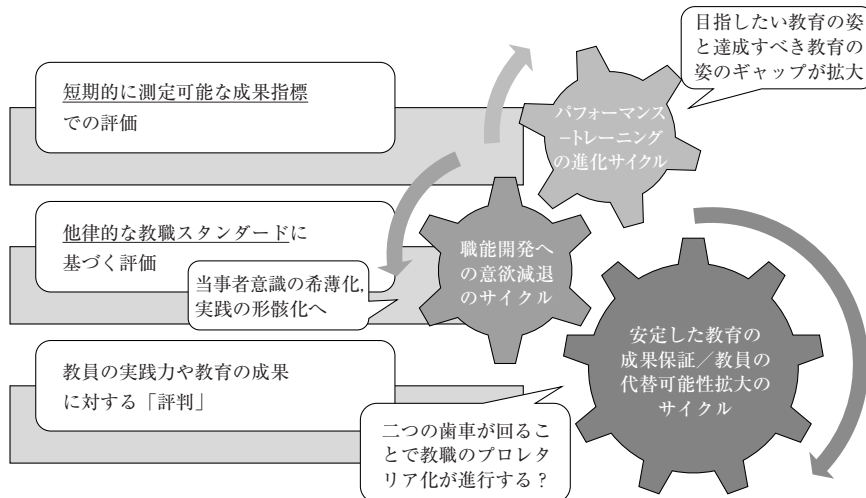 目指したい教育の姿
と達成すべき教育の
姿のギャップが拡大
短期的に測定可能な成果指標
での評価
パフォーマンス
−トレーニング
の進化サイクル
他律的な教職スタンダードに
基づく評価
職能開発へ
の意欲減退
のサイクル
当事者意識の希薄化,
実践の形骸化へ
安定した教育の
成果保証／教員の
代替可能性拡大の
サイクル
教員の実践力や教育の成果
に対する「評判」
二つの歯車が回るこ
とで教職のプロレタ
リア化が進行する？